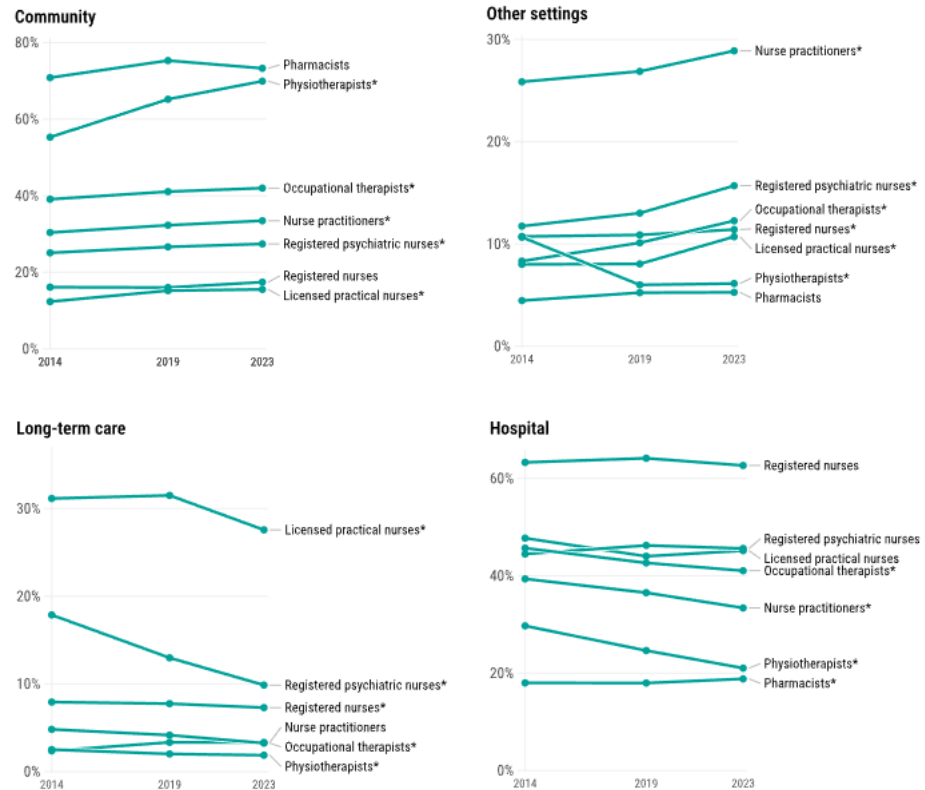 Community
80%
60%
40%
20%
0%
2014 2019 2023
Pharmacists
Physiotherapists*
Occupational therapists*
Nurse practitioners*
Registered psychiatric nurses*
Registered nurses
Licensed practical nurses*
Other settings
30%
20%
10%
0%
2014 2019 2023
Nurse practitioners*
Registered psychiatric nurses*
Occupational therapists*
Registered nurses*
Licensed practical nurses*
Physiotherapists*
Pharmacists
Long-term care
30%
20%
10%
0%
2014 2019 2023
Licensed practical nurses*
Registered psychiatric nurses*
Registered nurses*
Nurse practitioners
Occupational therapists*
Physiotherapists*
Hospital
60%
40%
20%
0%
2014 2019 2023
Registered nurses
Registered psychiatric nurses
Licensed practical nurses
Occupational therapists*
Nurse practitioners*
Physiotherapists*
Pharmacists*